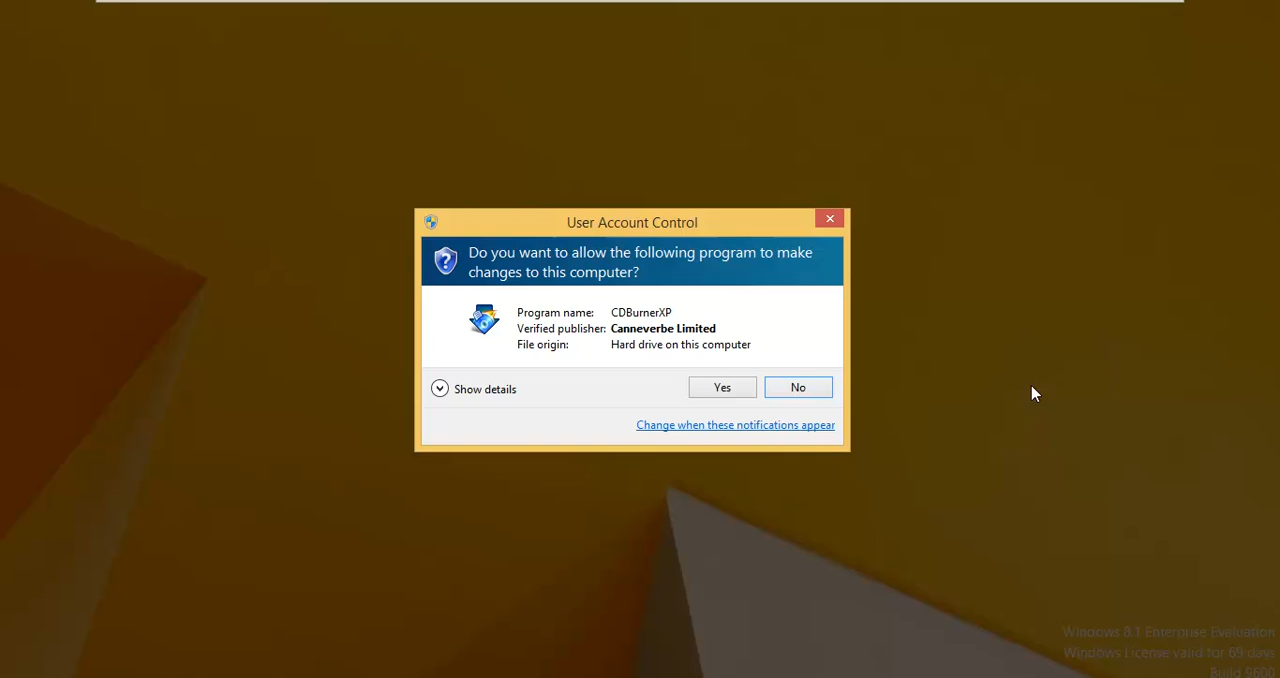 User Account Control
Do you want to allow the following program to make
changes to this computer?
Program name: CDBurnerXP
Verified publisher: Canneverbe Limited
File origin: Hard drive on this computer
Show details
Yes
No
Change when these notifications appear
Windows 8.1 Enterprise Evaluation
Windows License valid for 69 days
Build 9600